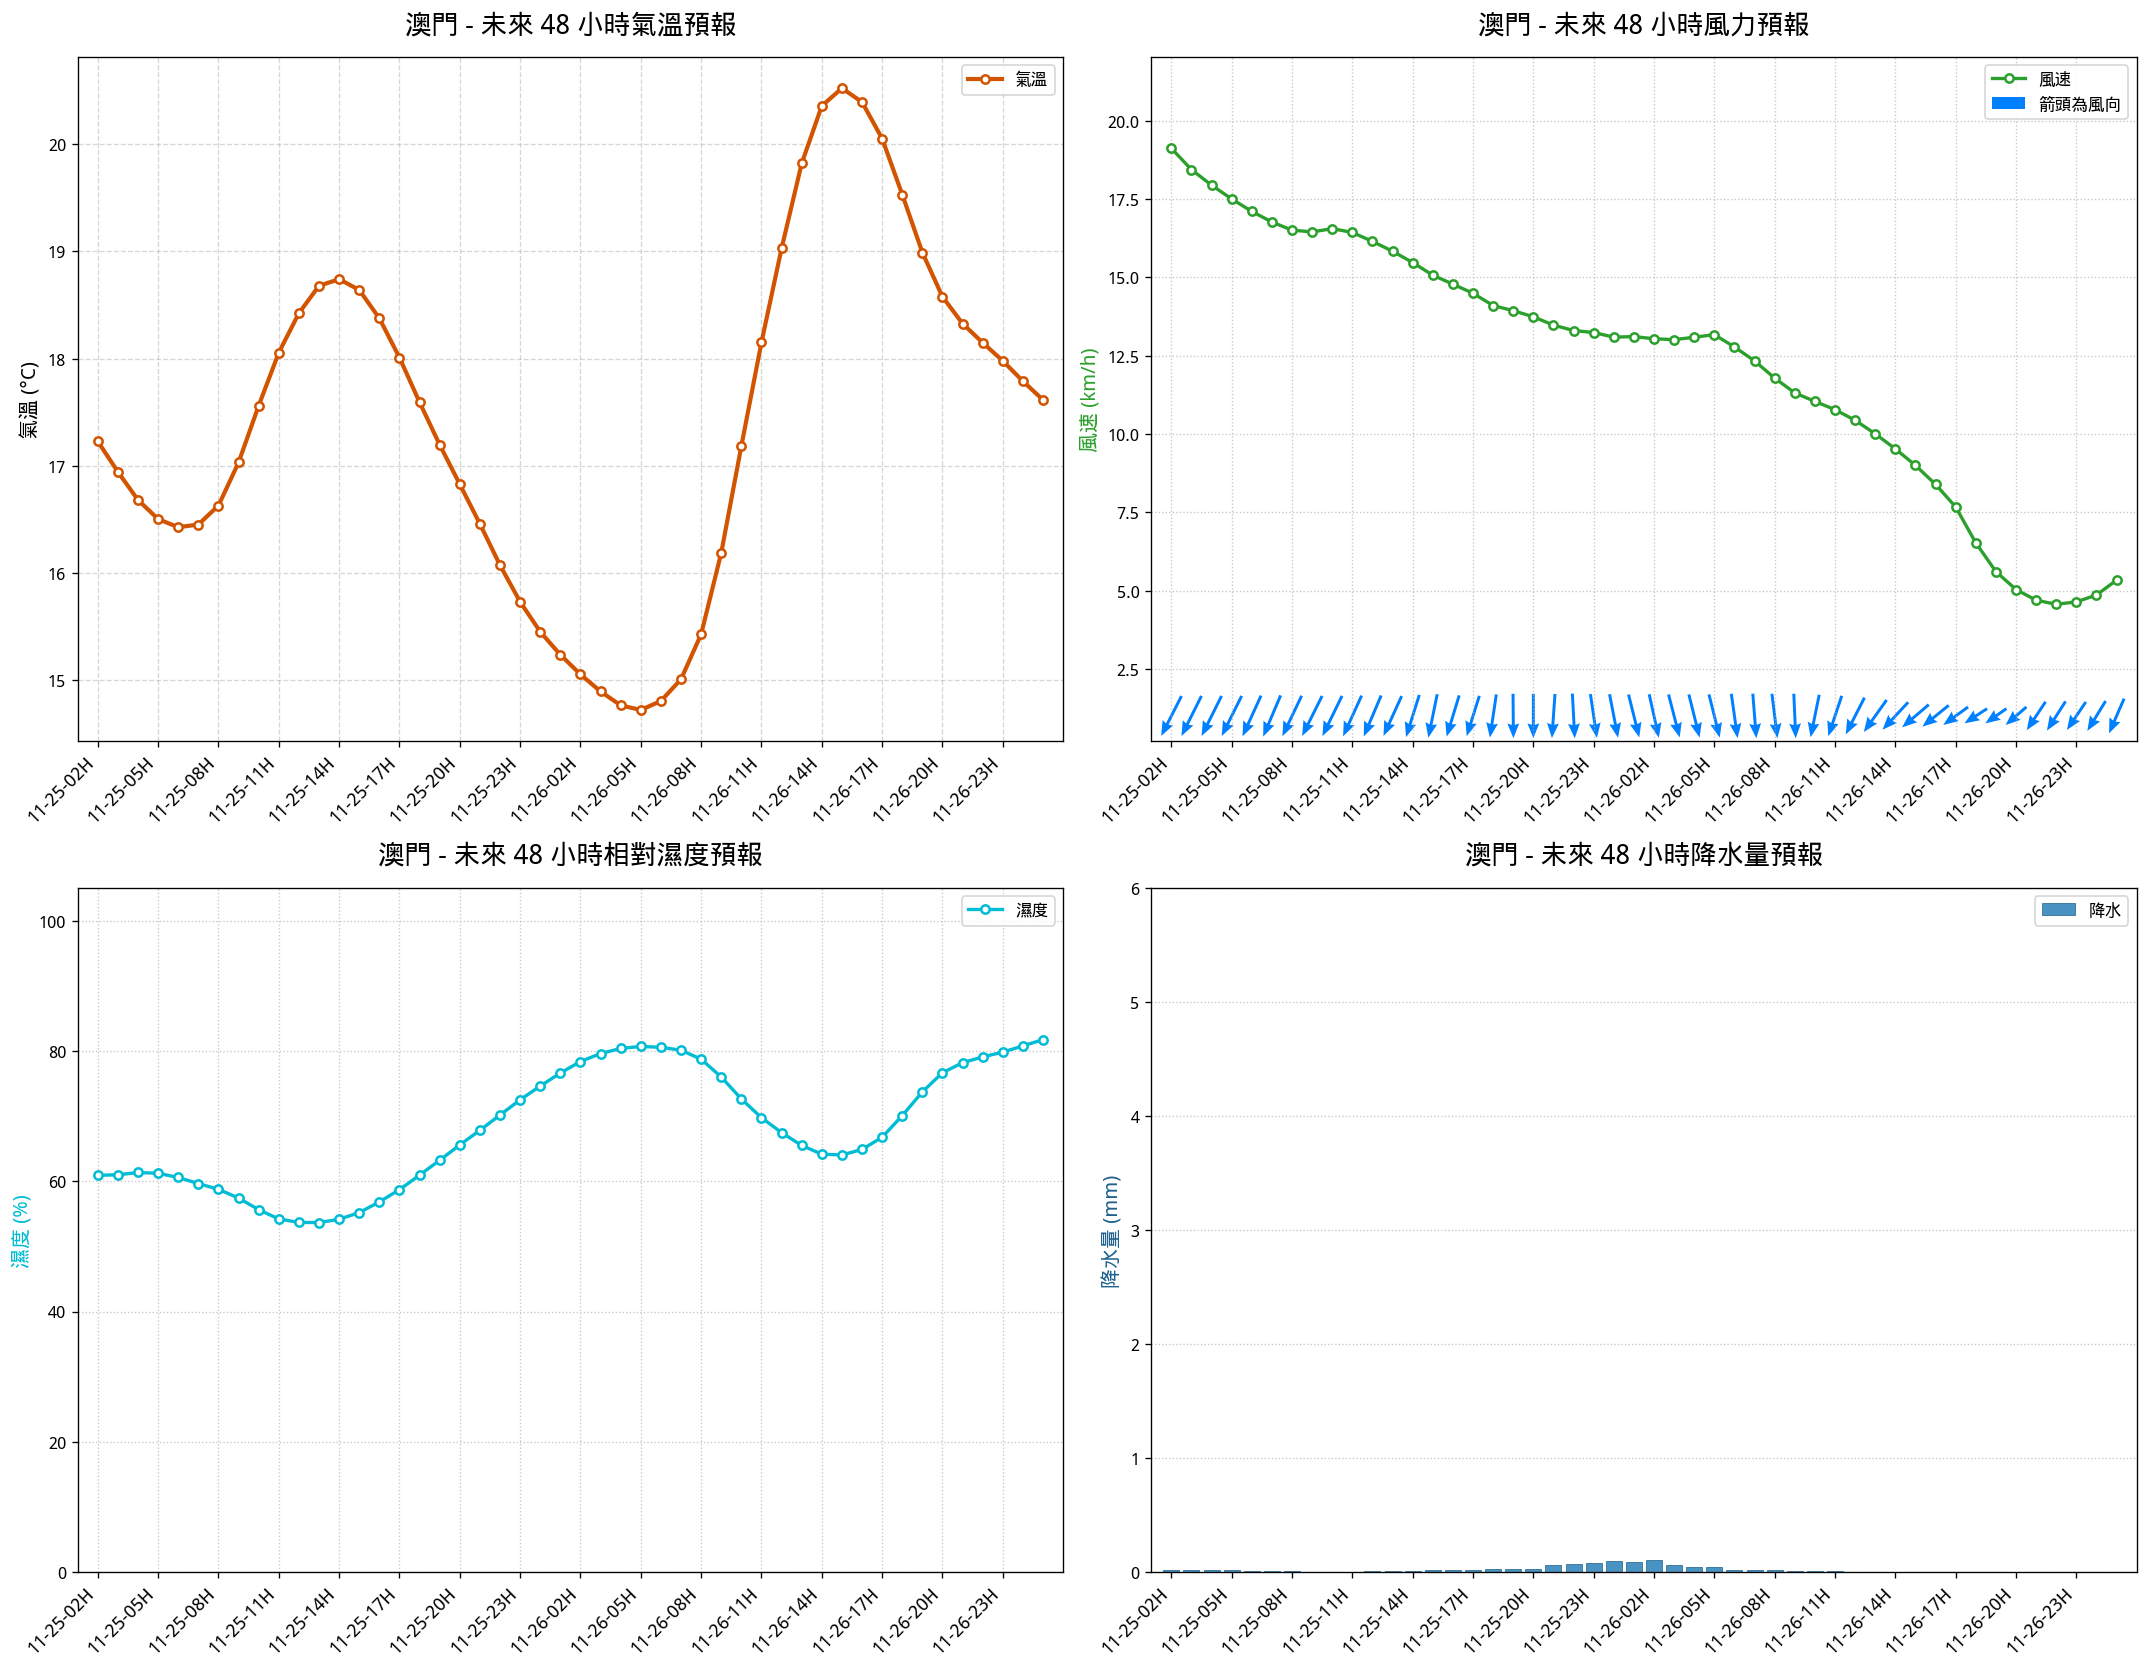 澳門 - 未來 48 小時氣溫預報
氣溫
氣溫 (°C)
20
19
18
17
16
15
11-25-02H
11-25-05H
11-25-08H
11-25-11H
11-25-14H
11-25-17H
11-25-20H
11-25-23H
11-26-02H
11-26-05H
11-26-08H
11-26-11H
11-26-14H
11-26-17H
11-26-20H
11-26-23H
澳門 - 未來 48 小時風力預報
風速
箭頭為風向
風速 (km/h)
20.0
17.5
15.0
12.5
10.0
7.5
5.0
2.5
11-25-02H
11-25-05H
11-25-08H
11-25-11H
11-25-14H
11-25-17H
11-25-20H
11-25-23H
11-26-02H
11-26-05H
11-26-08H
11-26-11H
11-26-14H
11-26-17H
11-26-20H
11-26-23H
澳門 - 未來 48 小時相對濕度預報
濕度
濕度 (%)
100
80
60
40
20
0
11-25-02H
11-25-05H
11-25-08H
11-25-11H
11-25-14H
11-25-17H
11-25-20H
11-25-23H
11-26-02H
11-26-05H
11-26-08H
11-26-11H
11-26-14H
11-26-17H
11-26-20H
11-26-23H
澳門 - 未來 48 小時降水量預報
降水
降水量 (mm)
6
5
4
3
2
1
0
11-25-02H
11-25-05H
11-25-08H
11-25-11H
11-25-14H
11-25-17H
11-25-20H
11-25-23H
11-26-02H
11-26-05H
11-26-08H
11-26-11H
11-26-14H
11-26-17H
11-26-20H
11-26-23H